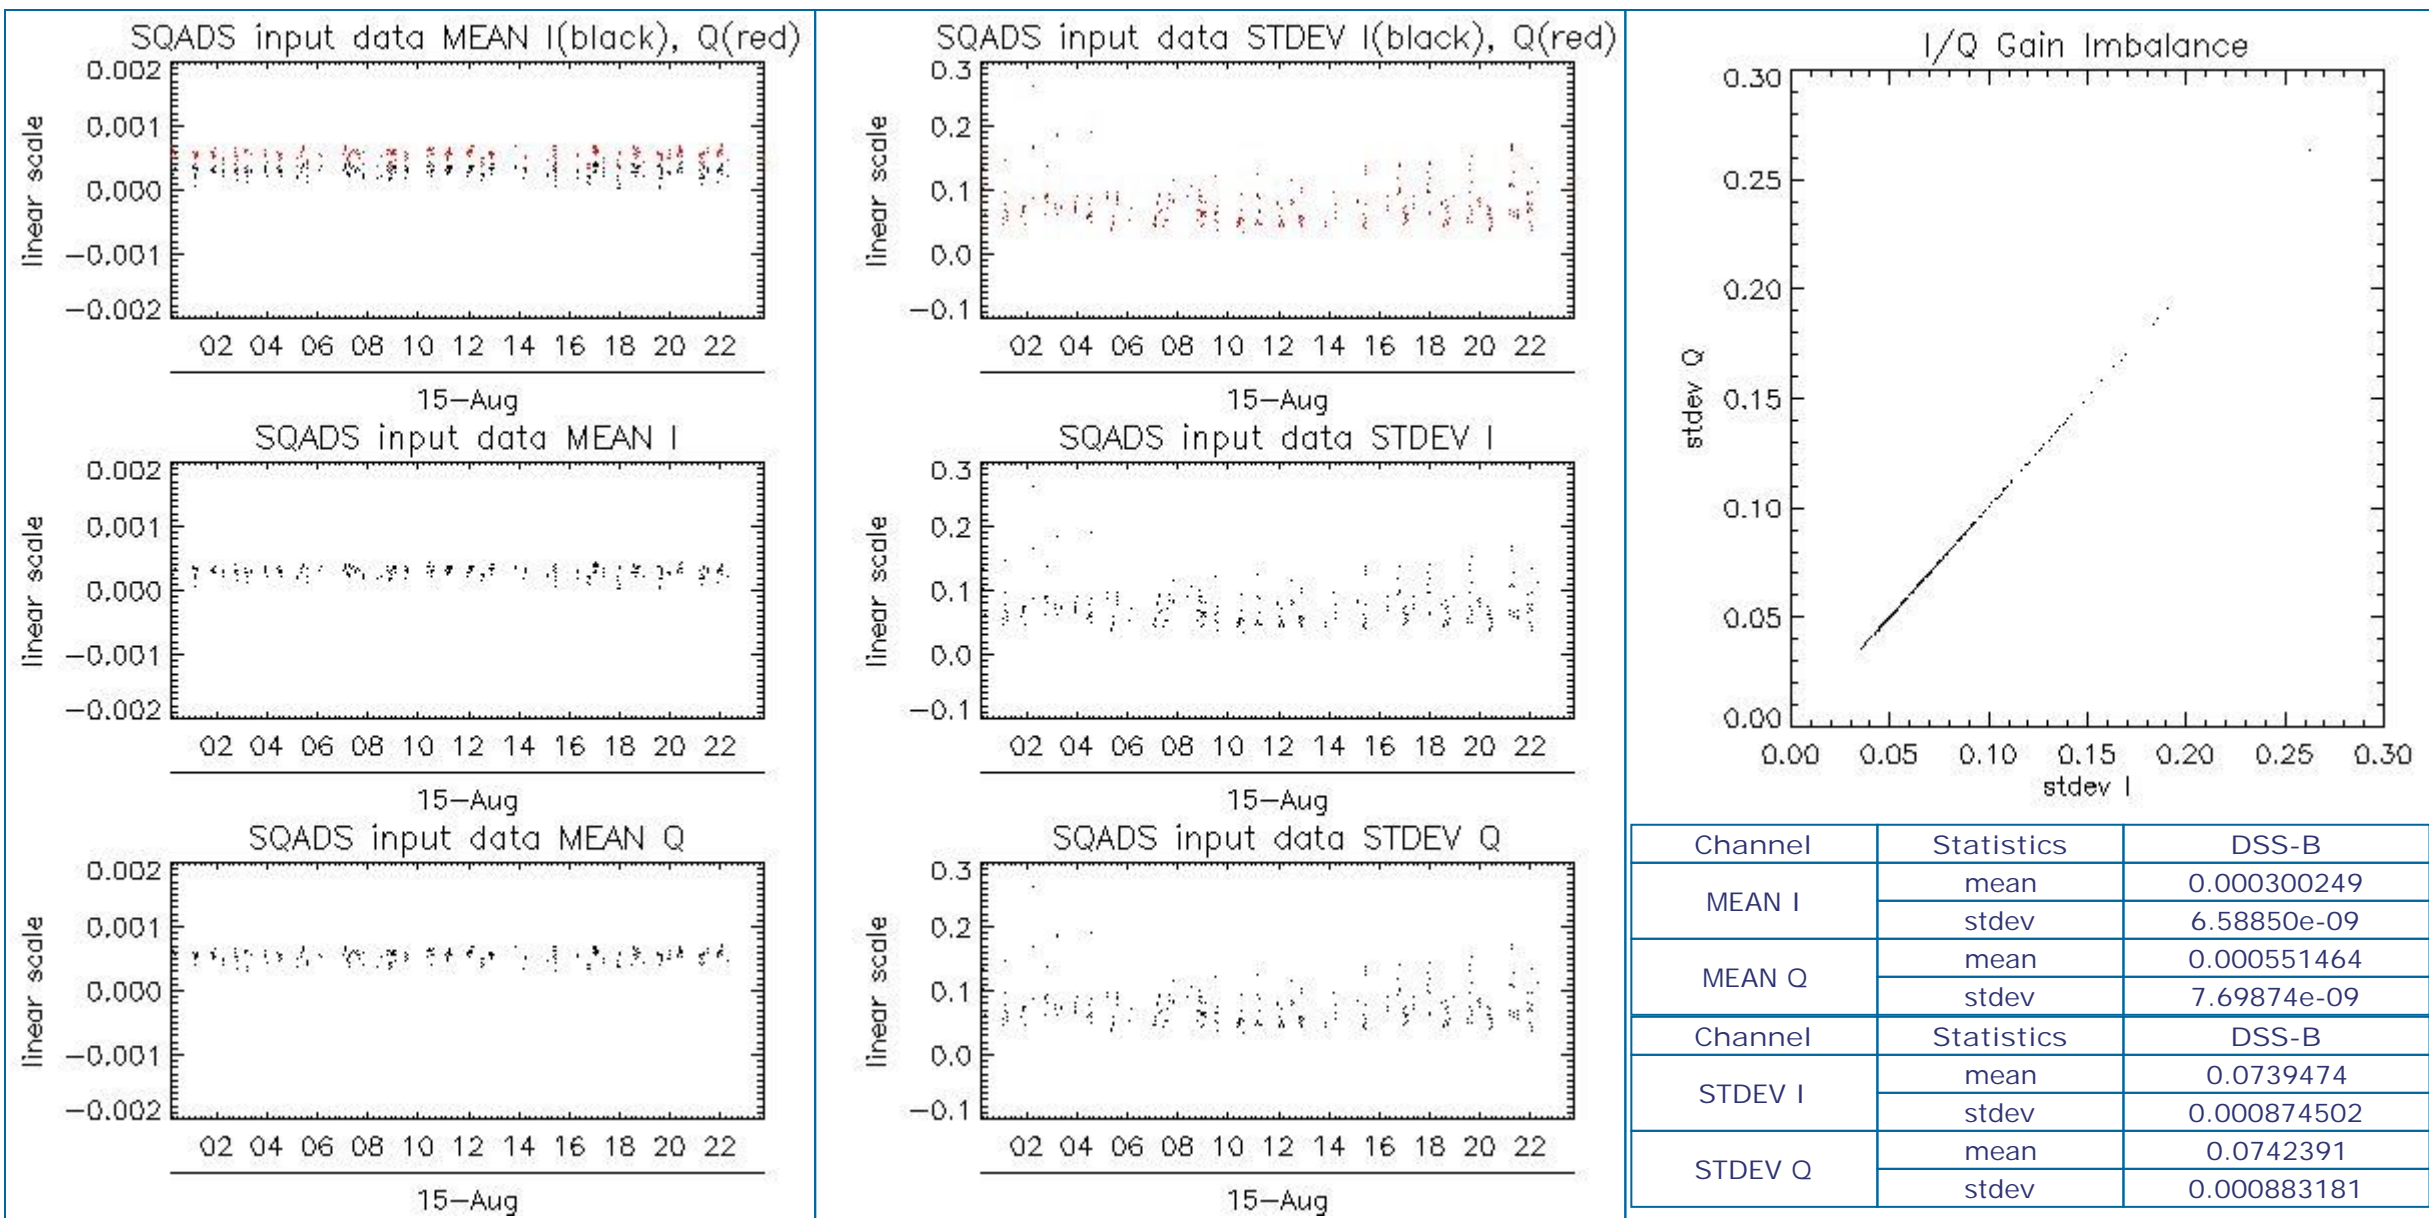 SQADS input data MEAN I(black), Q(red)
0.002
0.001
0.000
−0.001
−0.002
linear scale
02 04 06 08 10 12 14 16 18 20 22
15−Aug
SQADS input data MEAN I
0.002
0.001
0.000
−0.001
−0.002
linear scale
02 04 06 08 10 12 14 16 18 20 22
15−Aug
SQADS input data MEAN Q
0.002
0.001
0.000
−0.001
−0.002
linear scale
02 04 06 08 10 12 14 16 18 20 22
15−Aug
SQADS input data STDEV I(black), Q(red)
0.3
0.2
0.1
0.0
−0.1
linear scale
02 04 06 08 10 12 14 16 18 20 22
15−Aug
SQADS input data STDEV I
0.3
0.2
0.1
0.0
−0.1
linear scale
02 04 06 08 10 12 14 16 18 20 22
15−Aug
SQADS input data STDEV Q
0.3
0.2
0.1
0.0
−0.1
linear scale
02 04 06 08 10 12 14 16 18 20 22
15−Aug
I/Q Gain Imbalance
0.30
0.25
0.20
0.15
0.10
0.05
0.00
stdev Q
0.00 0.05 0.10 0.15 0.20 0.25 0.30
stdev I
Channel Statistics DSS-B
MEAN I mean 0.000300249
stdev 6.58850e-09
MEAN Q mean 0.000551464
stdev 7.69874e-09
Channel Statistics DSS-B
STDEV I mean 0.0739474
stdev 0.000874502
STDEV Q mean 0.0742391
stdev 0.000883181